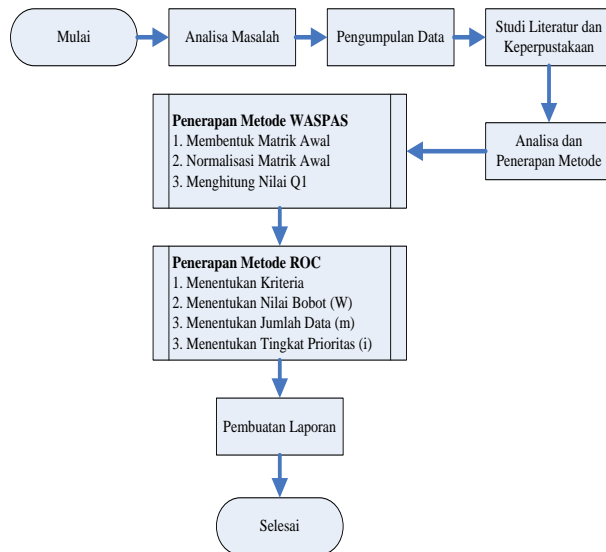 Mulai
Analisa Masalah
Pengumpulan Data
Studi Literatur dan
Keperpustakaan
Analisa dan
Penerapan Metode
Penerapan Metode WASPAS
1. Membentuk Matrik Awal
2. Normalisasi Matrik Awal
3. Menghitung Nilai Q1
Penerapan Metode ROC
1. Menentukan Kriteria
2. Menentukan Nilai Bobot (W)
3. Menentukan Jumlah Data (m)
3. Menentukan Tingkat Prioritas (i)
Pembuatan Laporan
Selesai